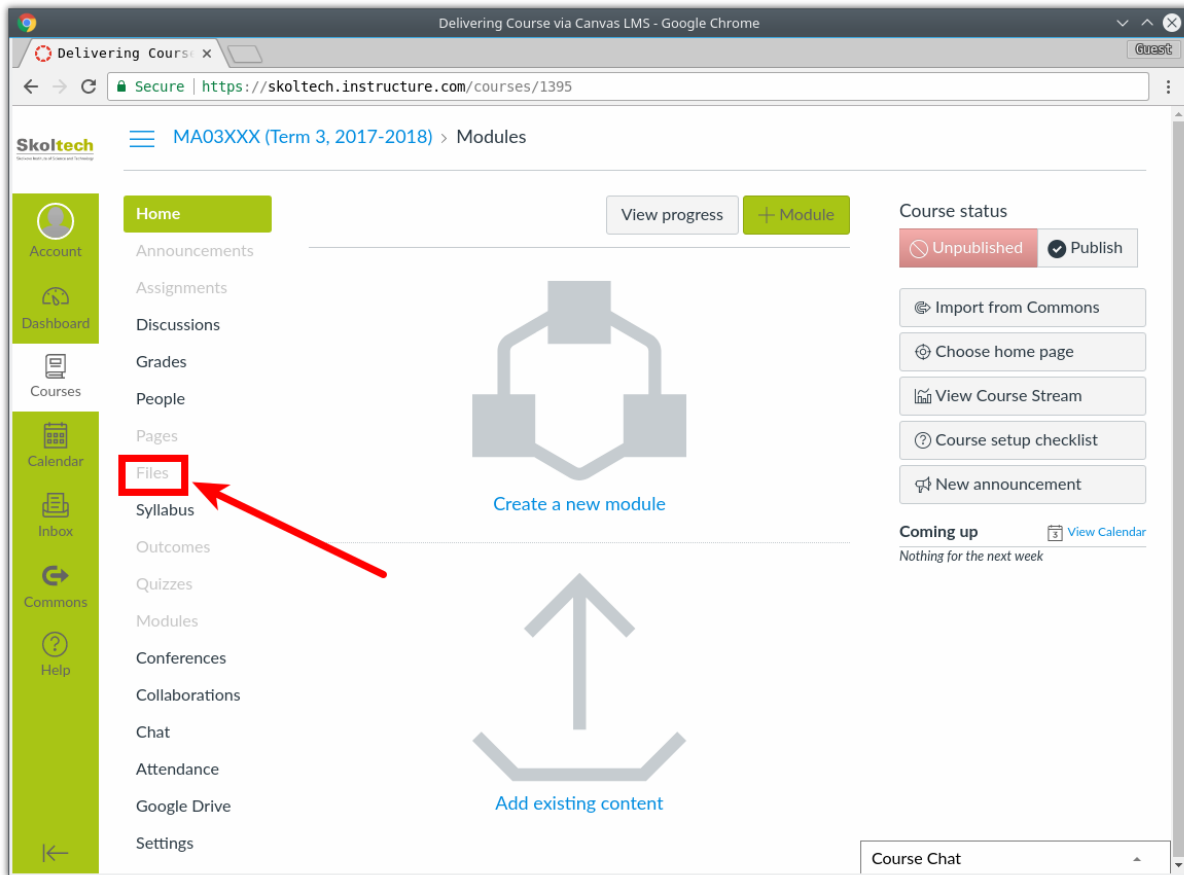 Delivering Course via Canvas LMS - Google Chrome
Delivering Course
Guest
Secure https://skoltech.instructure.com/courses/1395
Skoltech
MA03XXX (Term 3, 2017-2018) > Modules
Account
Dashboard
Courses
Calendar
Inbox
Commons
Help
Home
Announcements
Assignments
Discussions
Grades
People
Pages
Files
Syllabus
Outcomes
Quizzes
Modules
Conferences
Collaborations
Chat
Attendance
Google Drive
Settings
View progress
+ Module
Create a new module
Add existing content
Course status
Unpublished
Publish
Import from Commons
Choose home page
View Course Stream
Course setup checklist
New announcement
Coming up
3 View Calendar
Nothing for the next week
Course Chat